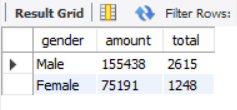 Result Grid Filter Rows:
gender amount total
Male 155438 2615
Female 75191 1248